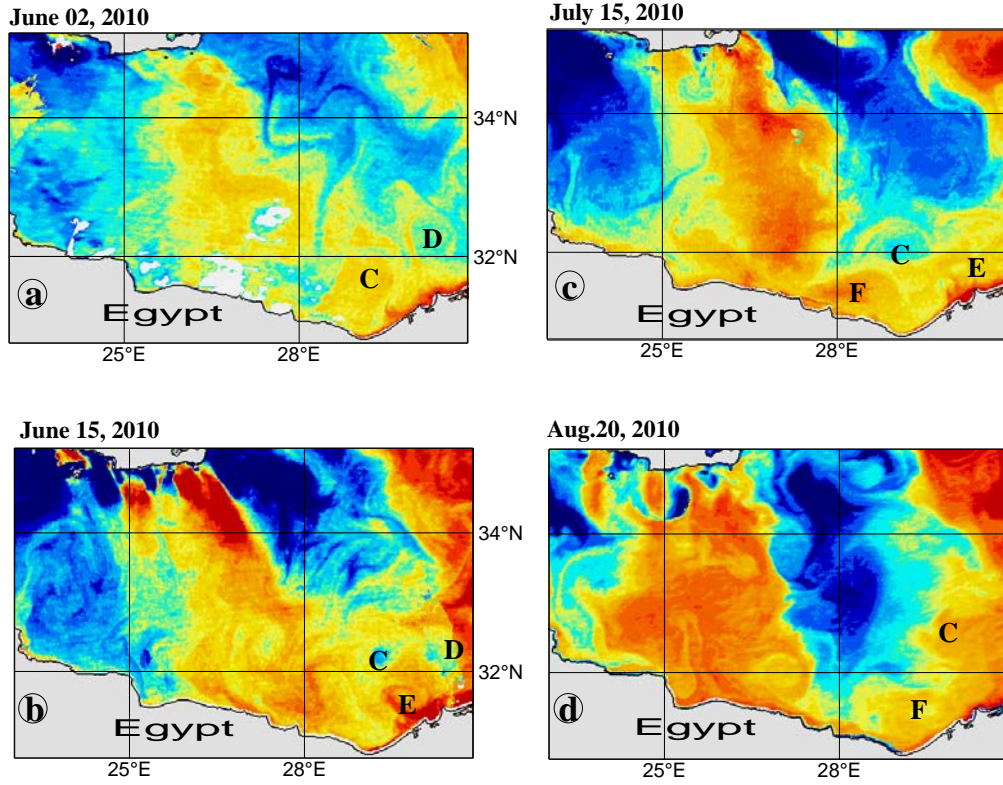 June 02, 2010
34°N
D
32°N
C
a
Egypt
25°E
28°E
July 15, 2010
C
E
F
c
Egypt
25°E
28°E
June 15, 2010
34°N
D
C
32°N
E
b
Egypt
25°E
28°E
Aug.20, 2010
C
F
d
Egypt
25°E
28°E